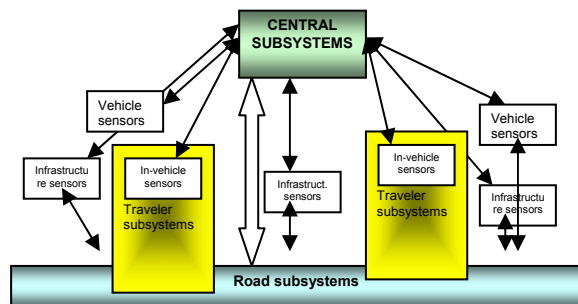 CENTRAL
SUBSYSTEMS
Vehicle
sensors
Vehicle
sensors
Infrastructu
re sensors
In-vehicle
sensors
Traveler
subsystems
Infrastruct.
sensors
In-vehicle
sensors
Traveler
subsystems
Infrastructu
re sensors
Road subsystems